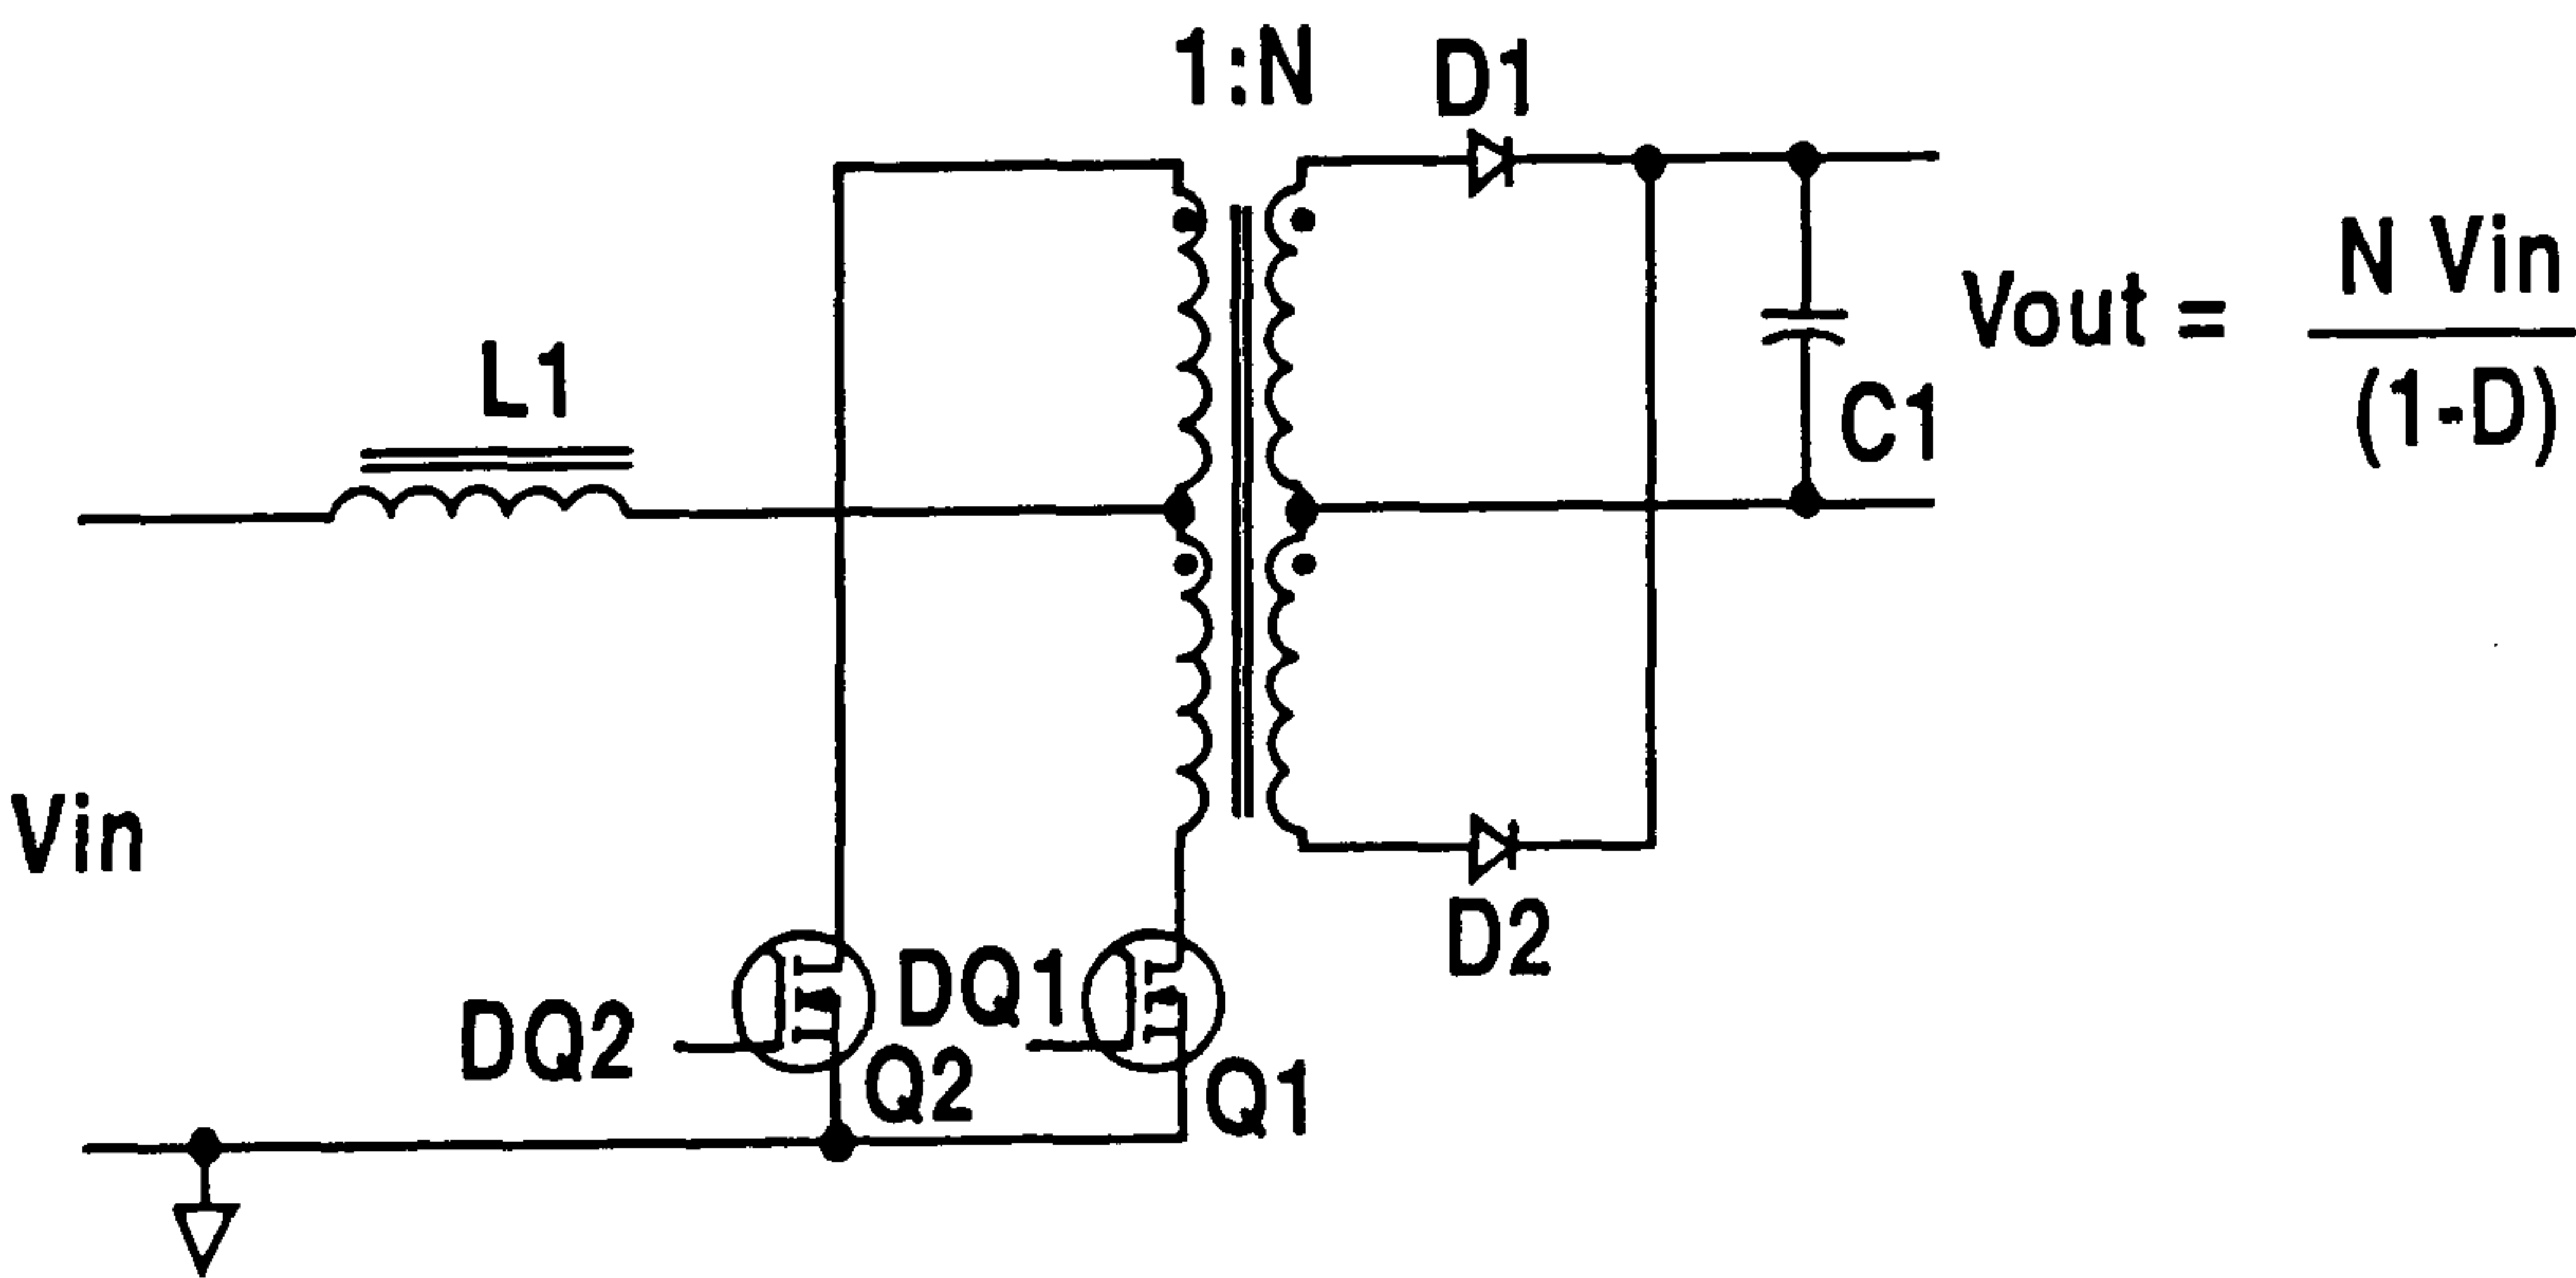 1:N
D1
L1
Vout = N Vin
(1-D)
C1
Vin
D2
DQ2
Q2
DQ1
Q1